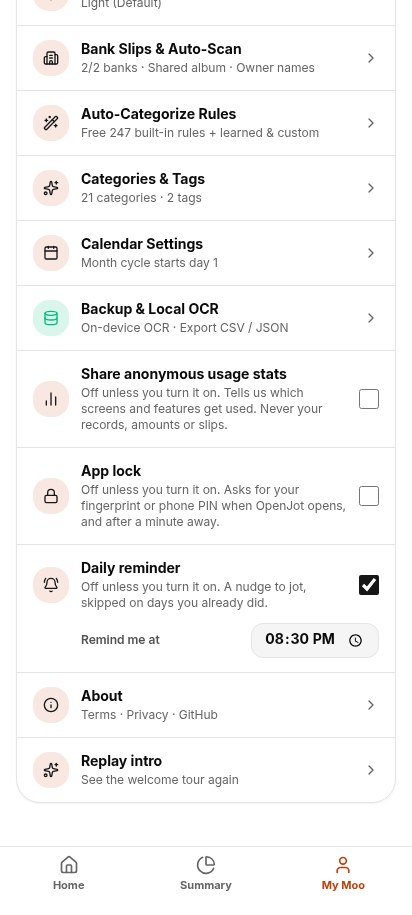 Light (Default)
Bank Slips & Auto-Scan
2/2 banks · Shared album · Owner names
Auto-Categorize Rules
Free 247 built-in rules + learned & custom
Categories & Tags
21 categories · 2 tags
Calendar Settings
Month cycle starts day 1
Backup & Local OCR
On-device OCR · Export CSV / JSON
Share anonymous usage stats
Off unless you turn it on. Tells us which
screens and features get used. Never your
records, amounts or slips.
App lock
Off unless you turn it on. Asks for your
fingerprint or phone PIN when OpenJot opens,
and after a minute away.
Daily reminder
Off unless you turn it on. A nudge to jot,
skipped on days you already did.
Remind me at
08:30 PM
About
Terms · Privacy · GitHub
Replay intro
See the welcome tour again
Home
Summary
My Moo